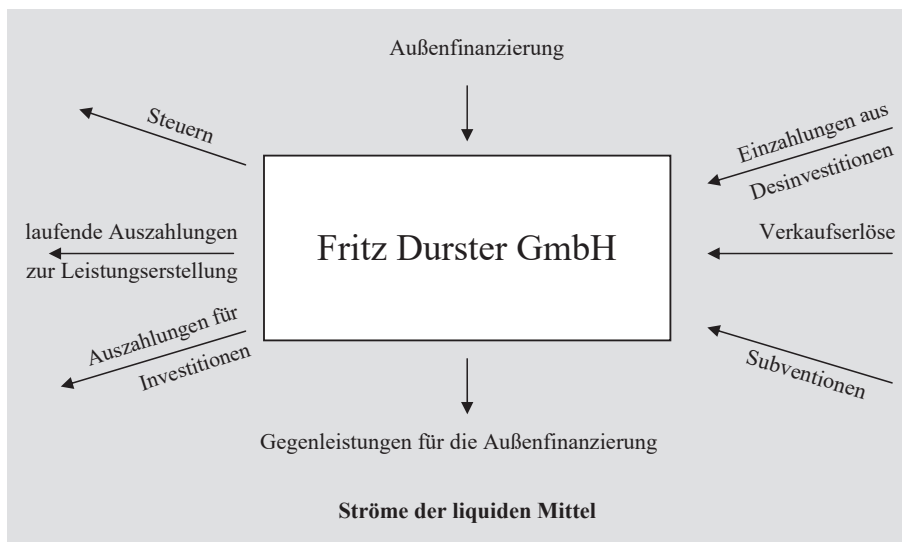 Außenfinanzierung
Steuern
Einzahlungen aus
Desinvestitionen
laufende Auszahlungen
zur Leistungserstellung
Fritz Durster GmbH
Verkaufserlöse
Auszahlungen für
Investitionen
Subventionen
Gegenleistungen für die Außenfinanzierung
Ströme der liquiden Mittel